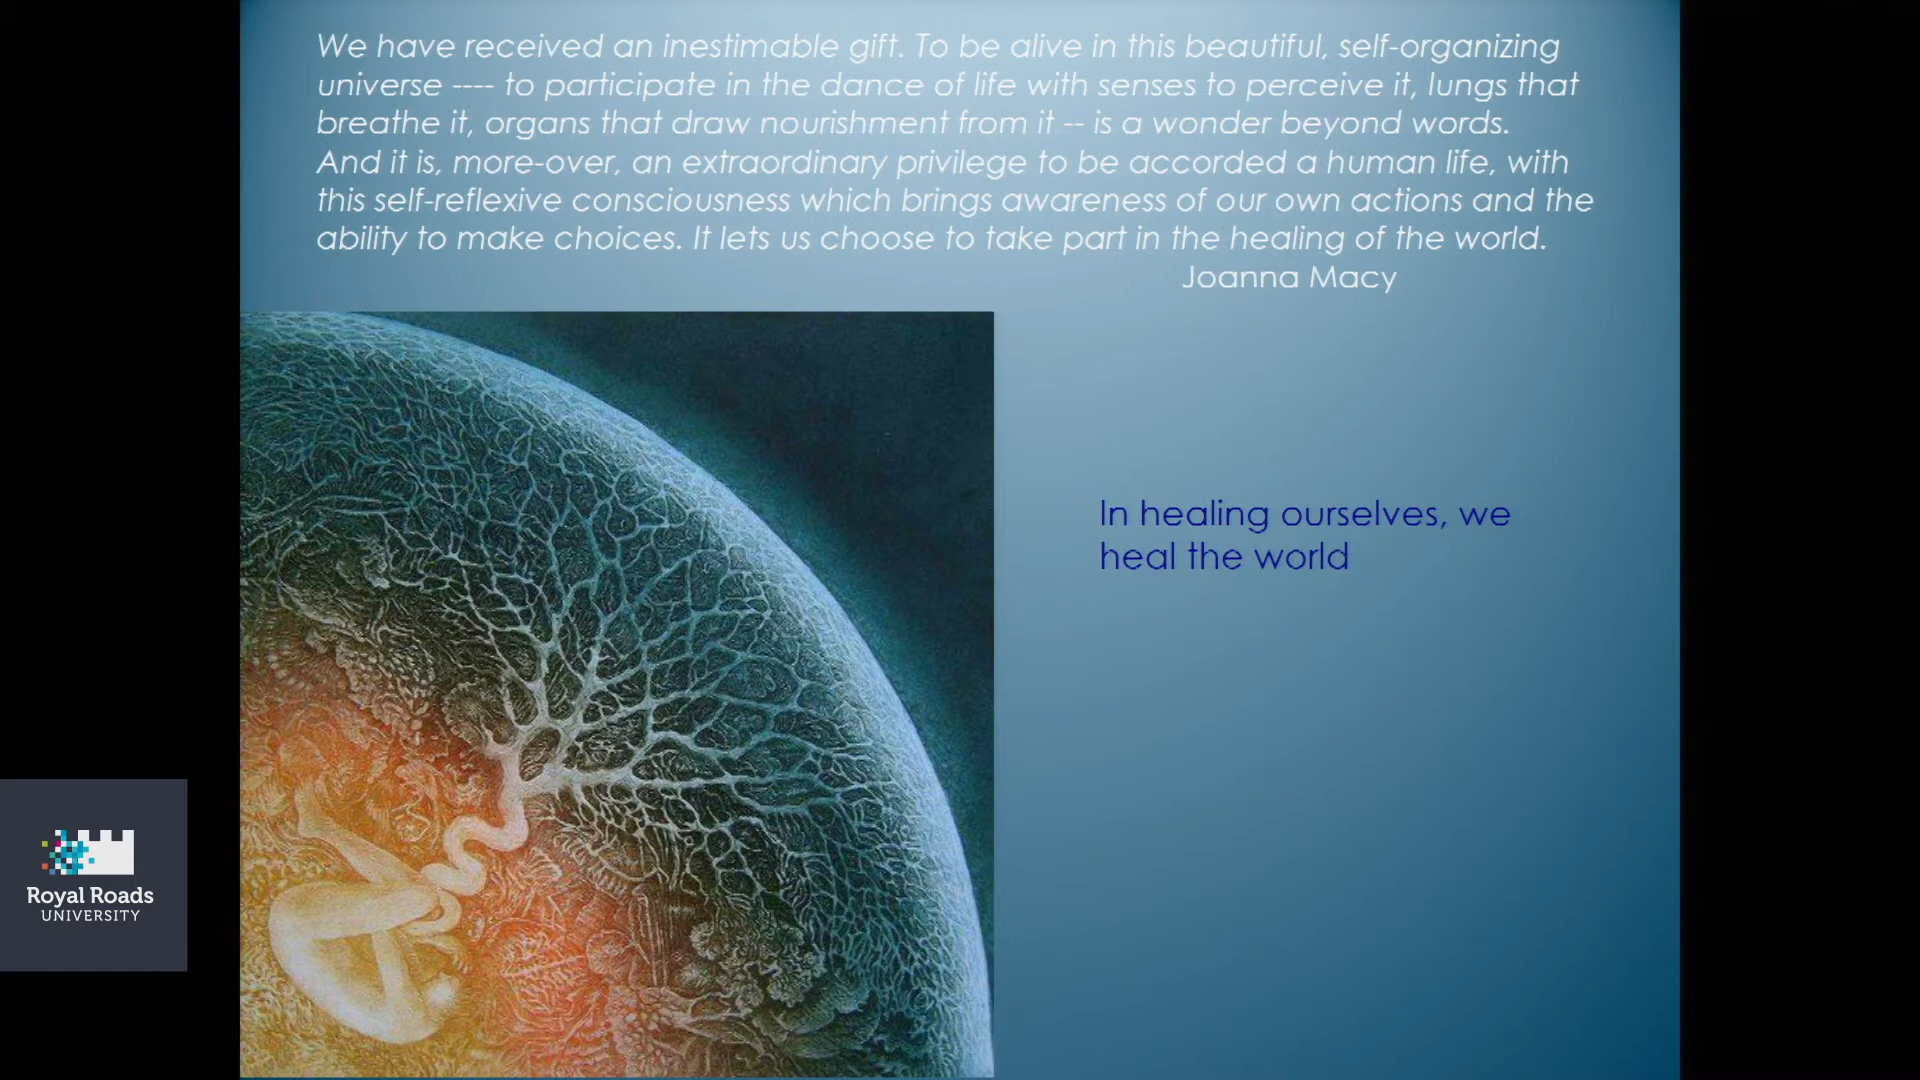 We have received an inestimable gift. To be alive in this beautiful, self-organizing
universe ---- to participate in the dance of life with senses to perceive it, lungs that
breathe it, organs that draw nourishment from it -- is a wonder beyond words.
And it is, more-over, an extraordinary privilege to be accorded a human life, with
this self-reflexive consciousness which brings awareness of our own actions and the
ability to make choices. It lets us choose to take part in the healing of the world.
Joanna Macy
In healing ourselves, we
heal the world
Royal Roads
UNIVERSITY